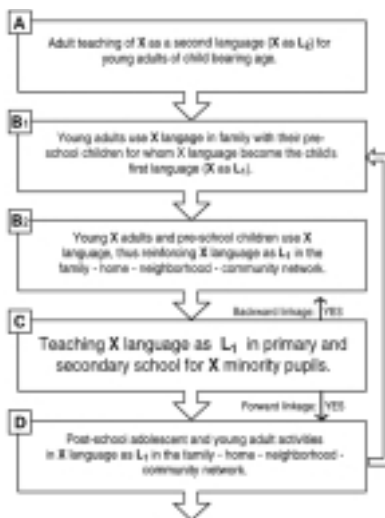 A
Adult teaching of X as a second language (X as L2) for
young adults of child bearing age.
B1
Young adults use X langage in family with their pre-
school children for whom X language become the child's
first language (X as L1).
B2
Young X adults and pre-school children use X
language, thus reinforcing X language as L1 in the
family - home - neighborhood - community network.
Backward linkage: YES
C
Teaching X language as L1 in primary and
secondary school for X minority pupils.
Forward linkage: YES
D
Post-school adolescent and young adult activities
in X language as L1 in the family - home - neighborhood -
community network.